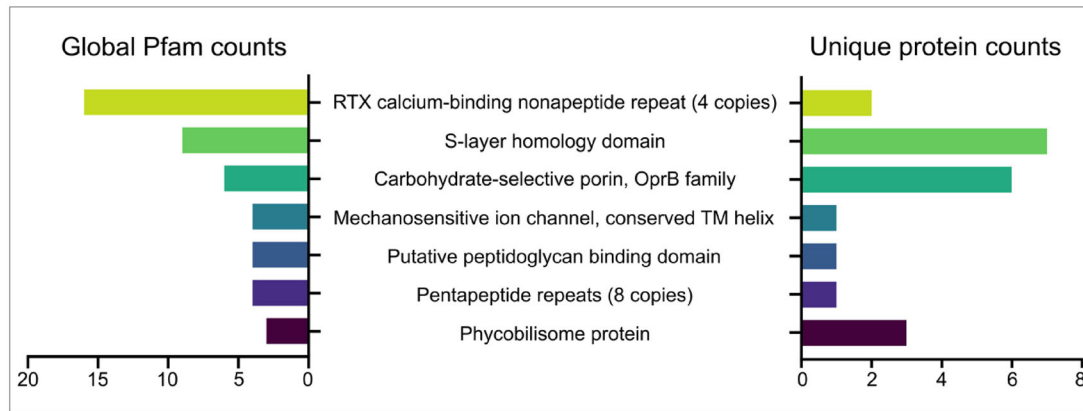 Global Pfam counts
Unique protein counts
RTX calcium-binding nonapeptide repeat (4 copies)
S-layer homology domain
Carbohydrate-selective porin, OprB family
Mechanosensitive ion channel, conserved TM helix
Putative peptidoglycan binding domain
Pentapeptide repeats (8 copies)
Phycobilisome protein
20 15 10 5 0
0 2 4 6 8